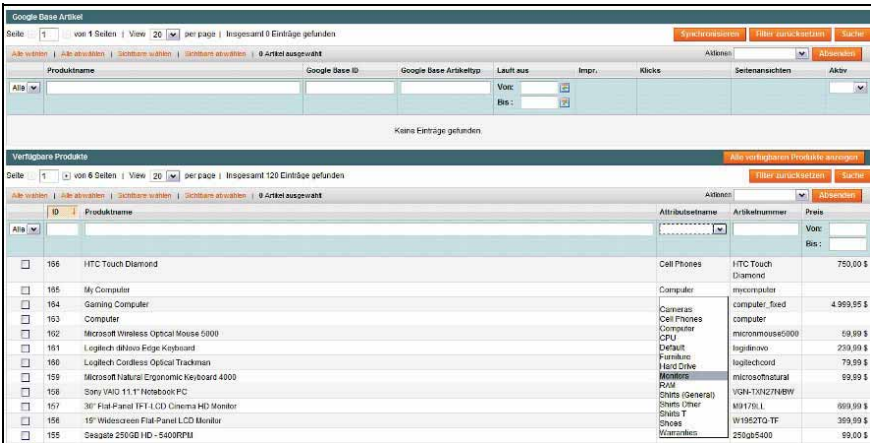 Google Base Artikel
Seite 1 von 1 Seiten | View 20 per page | Insgesamt 0 Einträge gefunden Synchronisieren Filter zurücksetzen Suche
Alle wählen | Alle abwählen | Sichtbare wählen | Sichtbare abwählen | 0 Artikel ausgewählt Aktionen Absenden
Produktname Google Base ID Google Base Artikeltyp Läuft aus Impr. Klicks Seitenansichten Aktiv
Alle Von:
Bis :
Keine Einträge gefunden.
Verfügbare Produkte Alle verfügbaren Produkte anzeigen
Seite 1 von 6 Seiten | View 20 per page | Insgesamt 120 Einträge gefunden Filter zurücksetzen Suche
Alle wählen | Alle abwählen | Sichtbare wählen | Sichtbare abwählen | 0 Artikel ausgewählt Aktionen Absenden
ID Produktname Attributsetname Artikelnummer Preis
Alle Von:
Bis :
166 HTC Touch Diamond Cell Phones HTC Touch Diamond 750,00 $
165 My Computer Computer mycomputer
164 Gaming Computer computer_fixed 4.999,95 $
163 Computer computer
162 Microsoft Wireless Optical Mouse 5000 micronmouse5000 59,99 $
161 Logitech diNovo Edge Keyboard logidinovo 239,99 $
160 Logitech Cordless Optical Trackman logitechcord 79,99 $
159 Microsoft Natural Ergonomic Keyboard 4000 microsoftnatural 99,99 $
158 Sony VAIO 11.1" Notebook PC VGN-TXN27N/BW
157 30" Flat-Panel TFT-LCD Cinema HD Monitor M9179LL 699,99 $
156 19" Widescreen Flat-Panel LCD Monitor W1952TQ-TF 399,99 $
155 Seagate 250GB HD - 5400RPM 250gb5400 99,00 $
Cameras
Cell Phones
Computer
CPU
Default
Furniture
Hard Drive
Monitors
RAM
Shirts (General)
Shirts Other
Shirts T
Shoes
Warranties